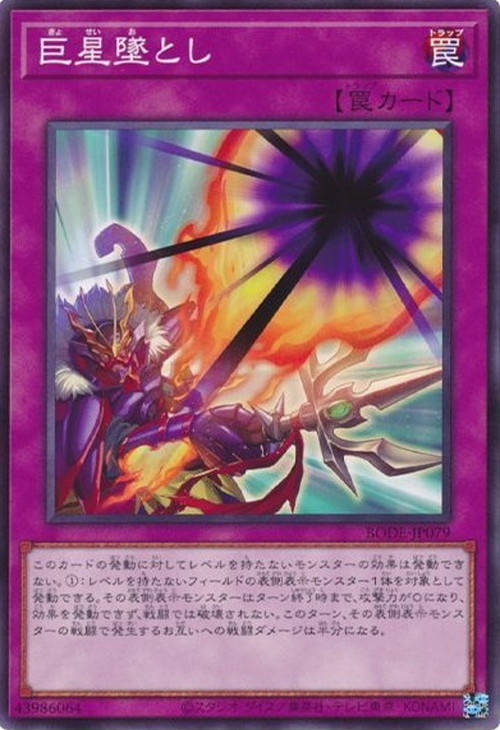 巨星墜とし
罠
【罠カード】
BODE-JP079
このカードの発動に対してレベルを持たないモンスターの効果は発動でき
ない。①：レベルを持たないフィールドの表側表示モンスター1体を対象として
発動できる。その表側表示モンスターはターン終了時まで、攻撃力が0になり、
効果を発動できず、戦闘では破壊されない。このターン、その表側表示モンスター
の戦闘で発生するお互いへの戦闘ダメージは半分になる。
43986064
©スタジオ・ダイス／集英社・テレビ東京・KONAMI